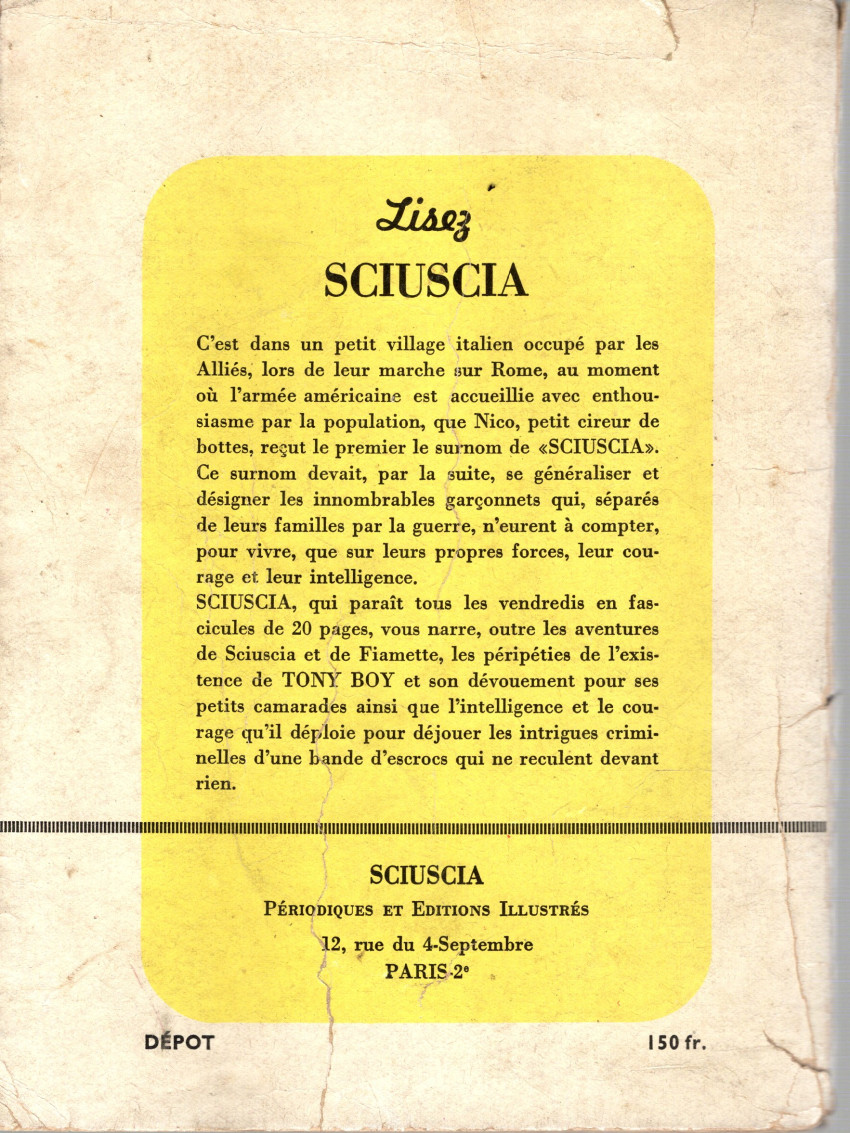 Lisez
SCIUSCIA
C'est dans un petit village italien occupé par les
Alliés, lors de leur marche sur Rome, au moment
où l'armée américaine est accueillie avec enthou-
siasme par la population, que Nico, petit cireur de
bottes, reçut le premier le surnom de «SCIUSCIA».
Ce surnom devait, par la suite, se généraliser et
désigner les innombrables garçonnets qui, séparés
de leurs familles par la guerre, n'eurent à compter,
pour vivre, que sur leurs propres forces, leur cou-
rage et leur intelligence.
SCIUSCIA, qui paraît tous les vendredis en fas-
cicules de 20 pages, vous narre, outre les aventures
de Sciuscia et de Fiamette, les péripéties de l'exis-
tence de TONY BOY et son dévouement pour ses
petits camarades ainsi que l'intelligence et le cou-
rage qu'il déploie pour déjouer les intrigues crimi-
nelles d'une bande d'escrocs qui ne reculent devant
rien.
SCIUSCIA
PÉRIODIQUES ET EDITIONS ILLUSTRÉS
12, rue du 4-Septembre
PARIS-2e
DÉPOT 150 fr.